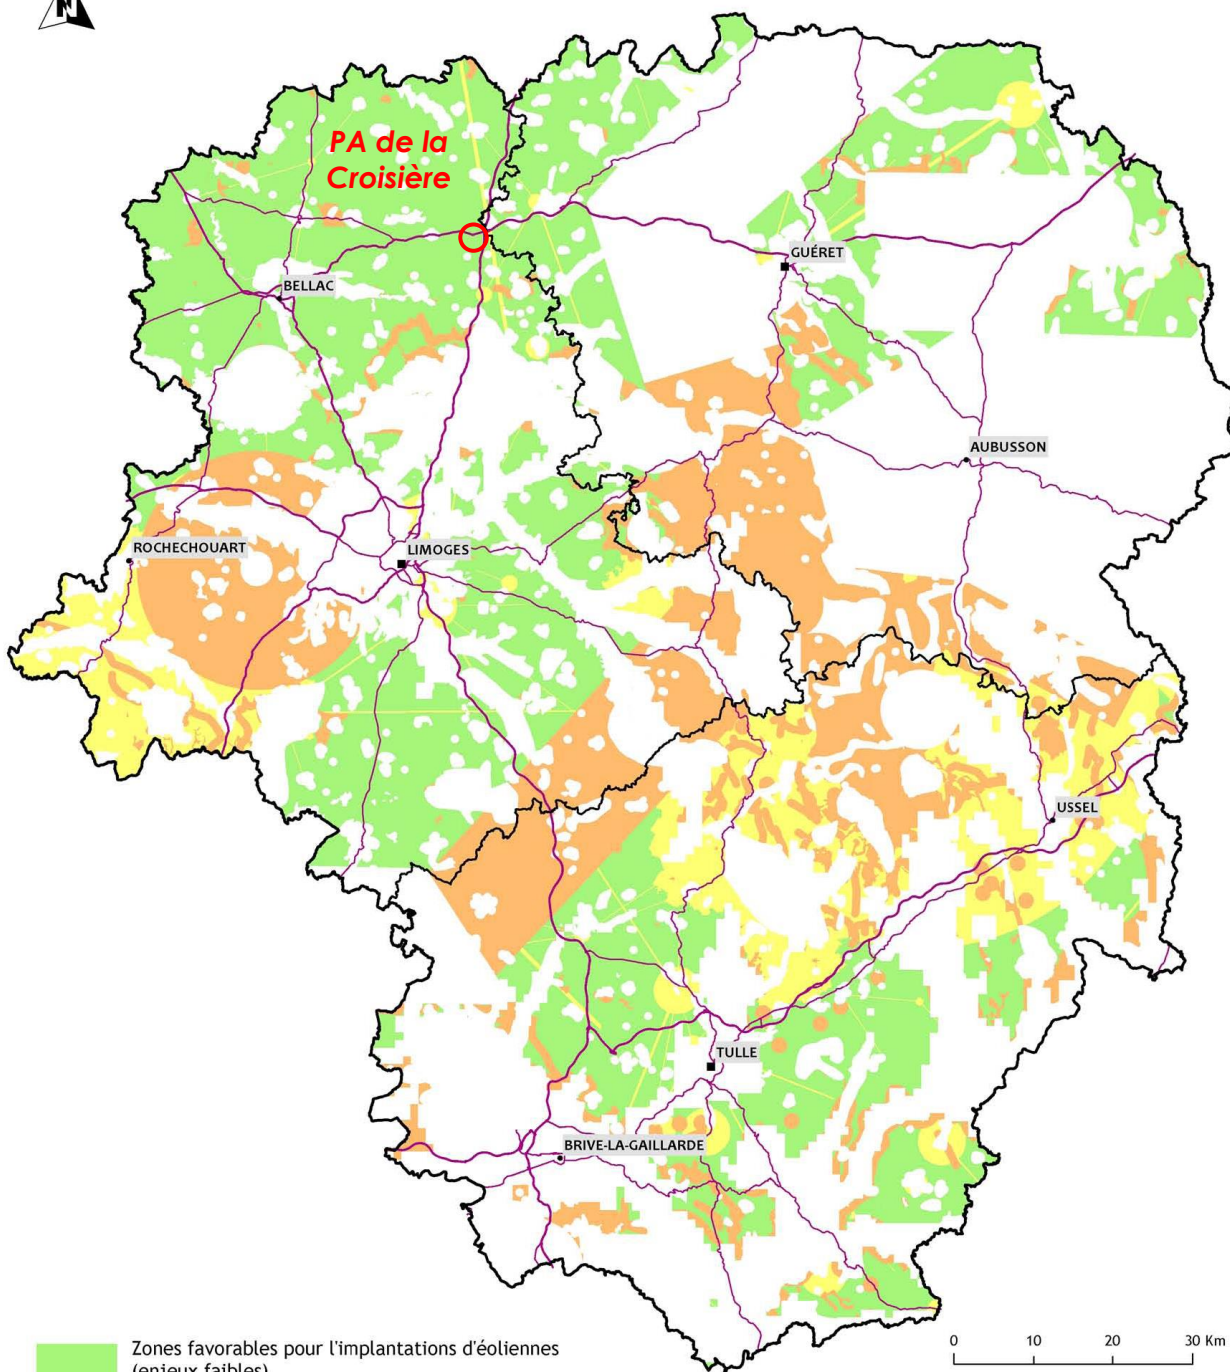 N
PA de la
Croisière
GUÉRET
BELLAC
AUBUSSON
ROCHECHOUART
LIMOGES
USSEL
TULLE
BRIVE-LA-GAILLARDE
Zones favorables pour l'implantations d'éoliennes
(enjeux faibles)
0 10 20 30 Km